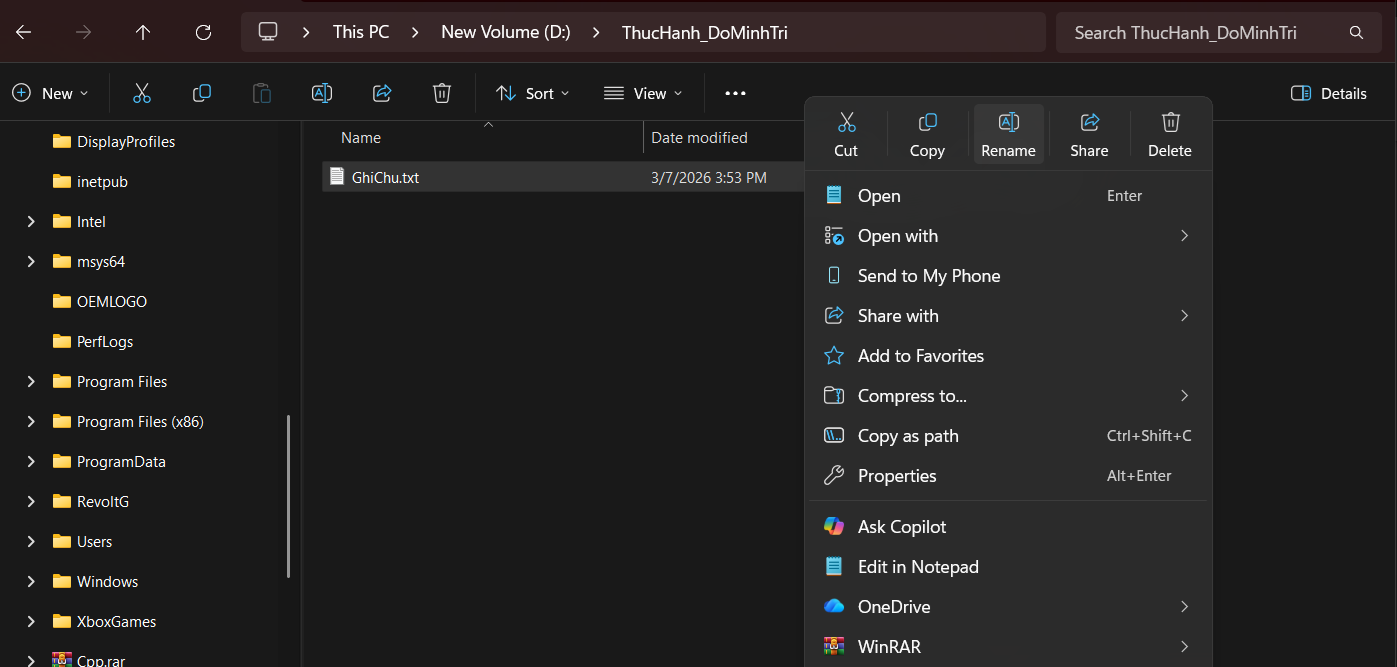 This PC > New Volume (D:) > ThucHanh_DoMinhTri
Search ThucHanh_DoMinhTri
New
Sort
View
Details
DisplayProfiles
inetpub
Intel
msys64
OEMLOGO
PerfLogs
Program Files
Program Files (x86)
ProgramData
RevoltG
Users
Windows
XboxGames
Cpp.rar
Name Date modified
GhiChu.txt 3/7/2026 3:53 PM
Cut Copy Rename Share Delete
Open Enter
Open with
Send to My Phone
Share with
Add to Favorites
Compress to...
Copy as path Ctrl+Shift+C
Properties Alt+Enter
Ask Copilot
Edit in Notepad
OneDrive
WinRAR